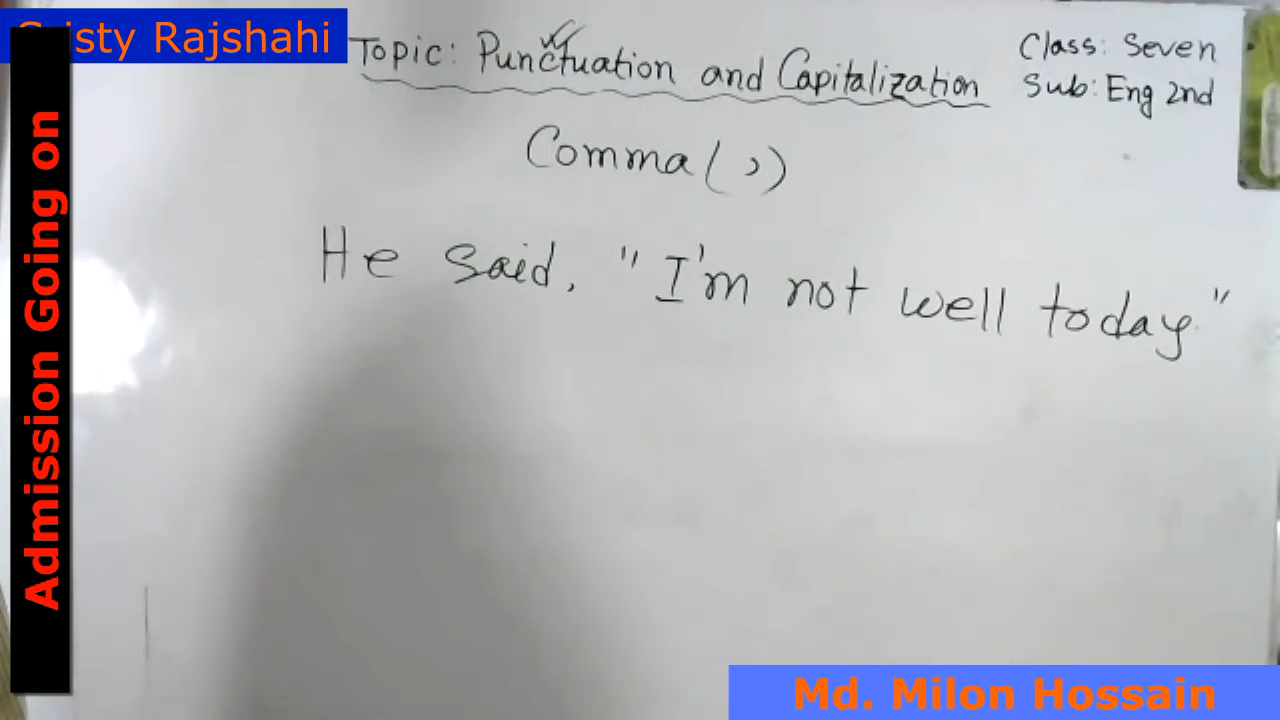 Rajshahi
Topic: Punctuation and Capitalization
Class: Seven
Sub: Eng 2nd
Comma (,)
He said, "I'm not well today."
Admission Going on
Md. Milon Hossain